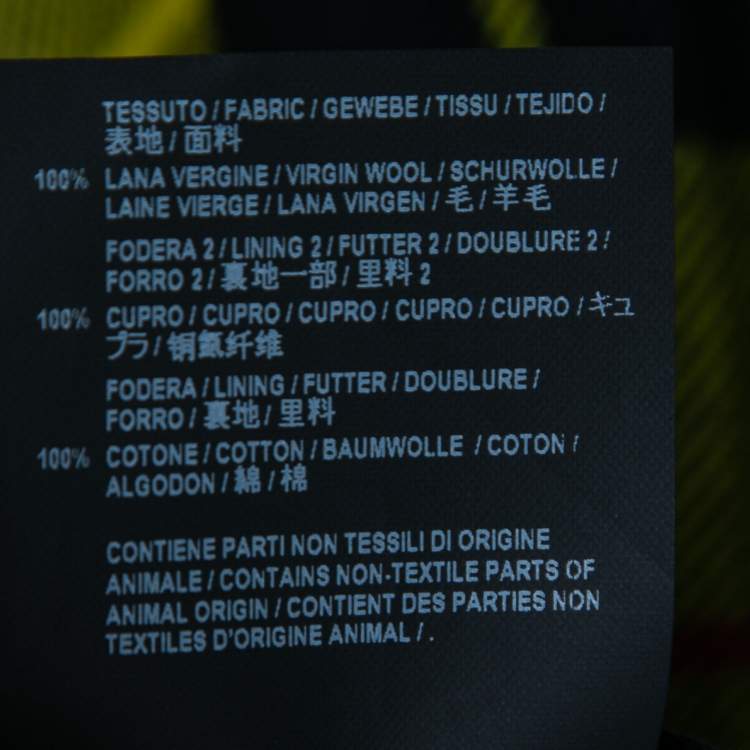 TESSUTO / FABRIC / GEWEBE / TISSU / TEJIDO /
表地 / 面料
100% LANA VERGINE / VIRGIN WOOL / SCHURWOLLE /
LAINE VIERGE / LANA VIRGEN / 毛 / 羊毛
FODERA 2 / LINING 2 / FUTTER 2 / DOUBLURE 2 /
FORRO 2 / 裏地一部 / 里料 2
100% CUPRO / CUPRO / CUPRO / CUPRO / CUPRO / キュ
プラ / 铜氨纤维
FODERA / LINING / FUTTER / DOUBLURE /
FORRO / 裏地 / 里料
100% COTONE / COTTON / BAUMWOLLE / COTON /
ALGODON / 綿 / 棉
CONTIENE PARTI NON TESSILI DI ORIGINE
ANIMALE / CONTAINS NON-TEXTILE PARTS OF
ANIMAL ORIGIN / CONTIENT DES PARTIES NON
TEXTILES D'ORIGINE ANIMAL / .